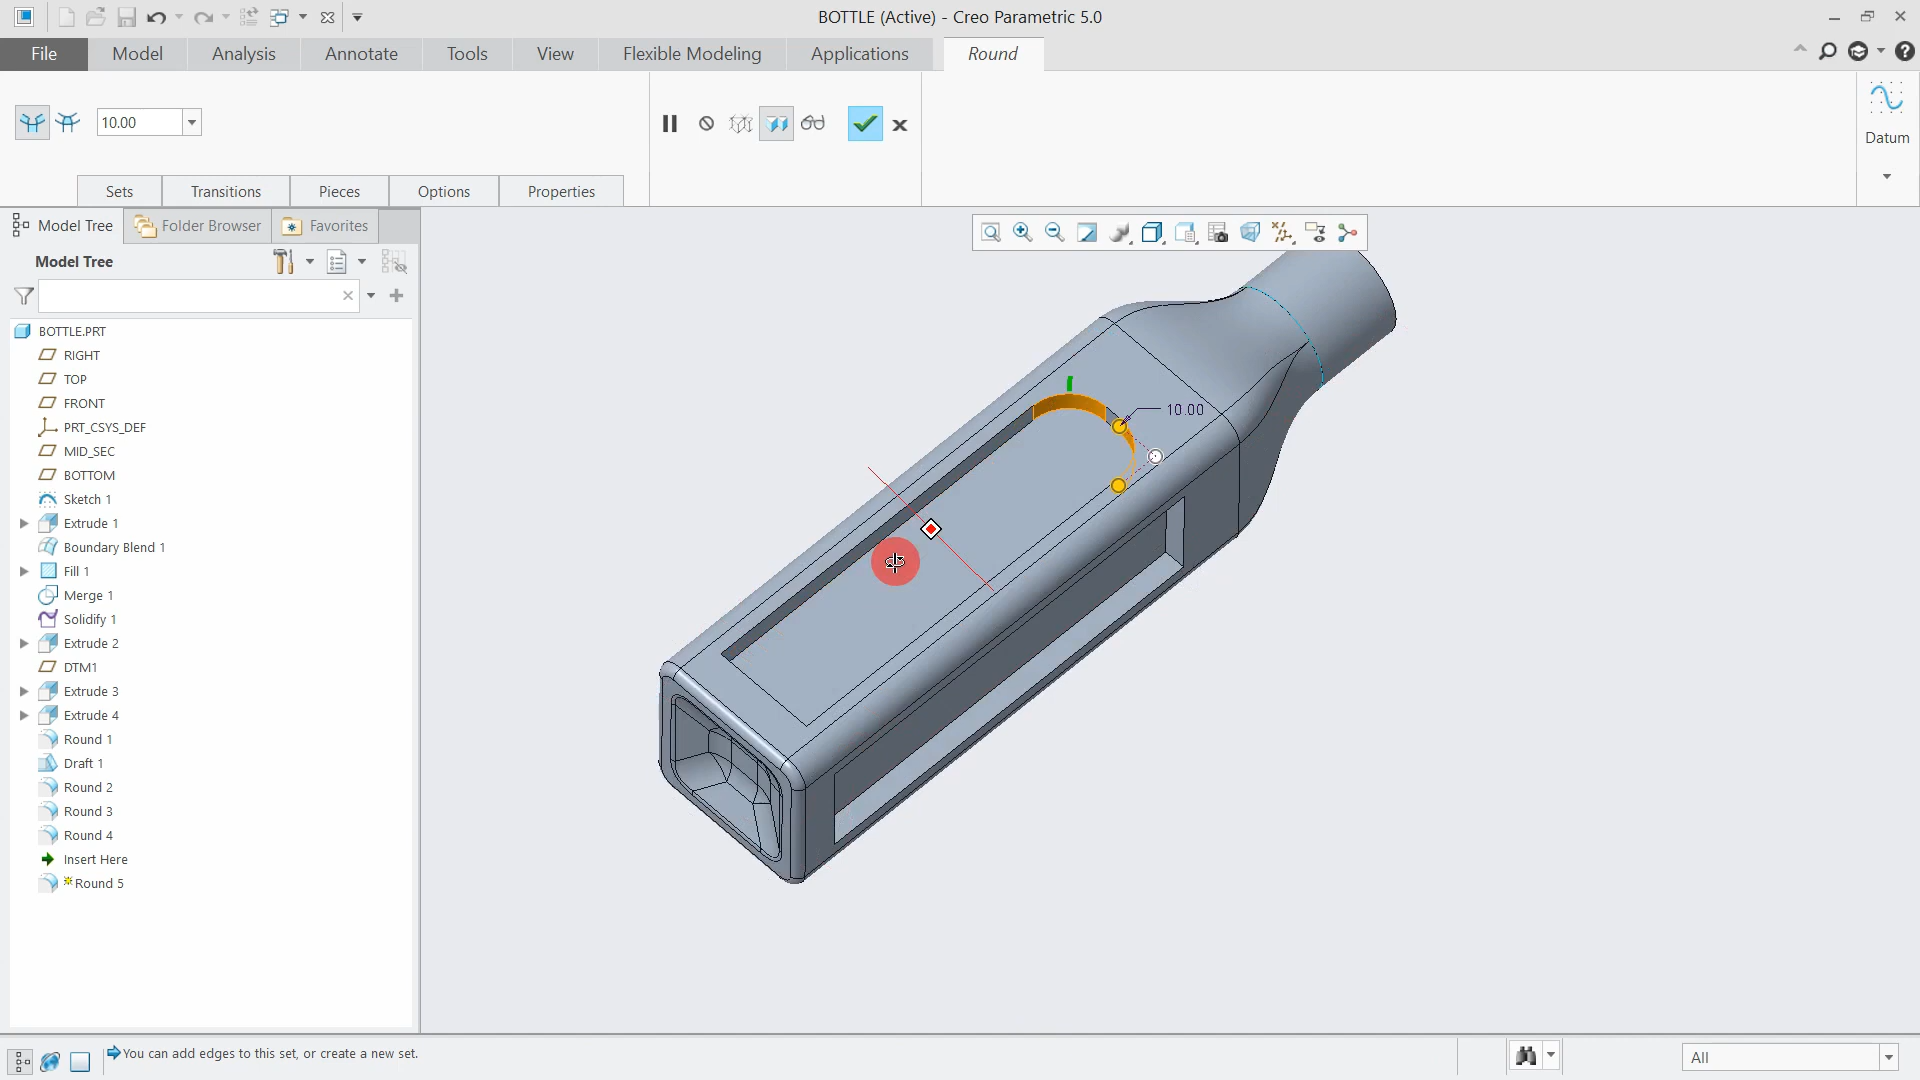 BOTTLE (Active) - Creo Parametric 5.0
File Model Analysis Annotate Tools View Flexible Modeling Applications Round
10.00
Datum
Sets Transitions Pieces Options Properties
Model Tree Folder Browser Favorites
Model Tree
BOTTLE.PRT
RIGHT
TOP
FRONT
PRT_CSYS_DEF
MID_SEC
BOTTOM
Sketch 1
Extrude 1
Boundary Blend 1
Fill 1
Merge 1
Solidify 1
Extrude 2
DTM1
Extrude 3
Extrude 4
Round 1
Draft 1
Round 2
Round 3
Round 4
Insert Here
Round 5
10.00
You can add edges to this set, or create a new set.
All